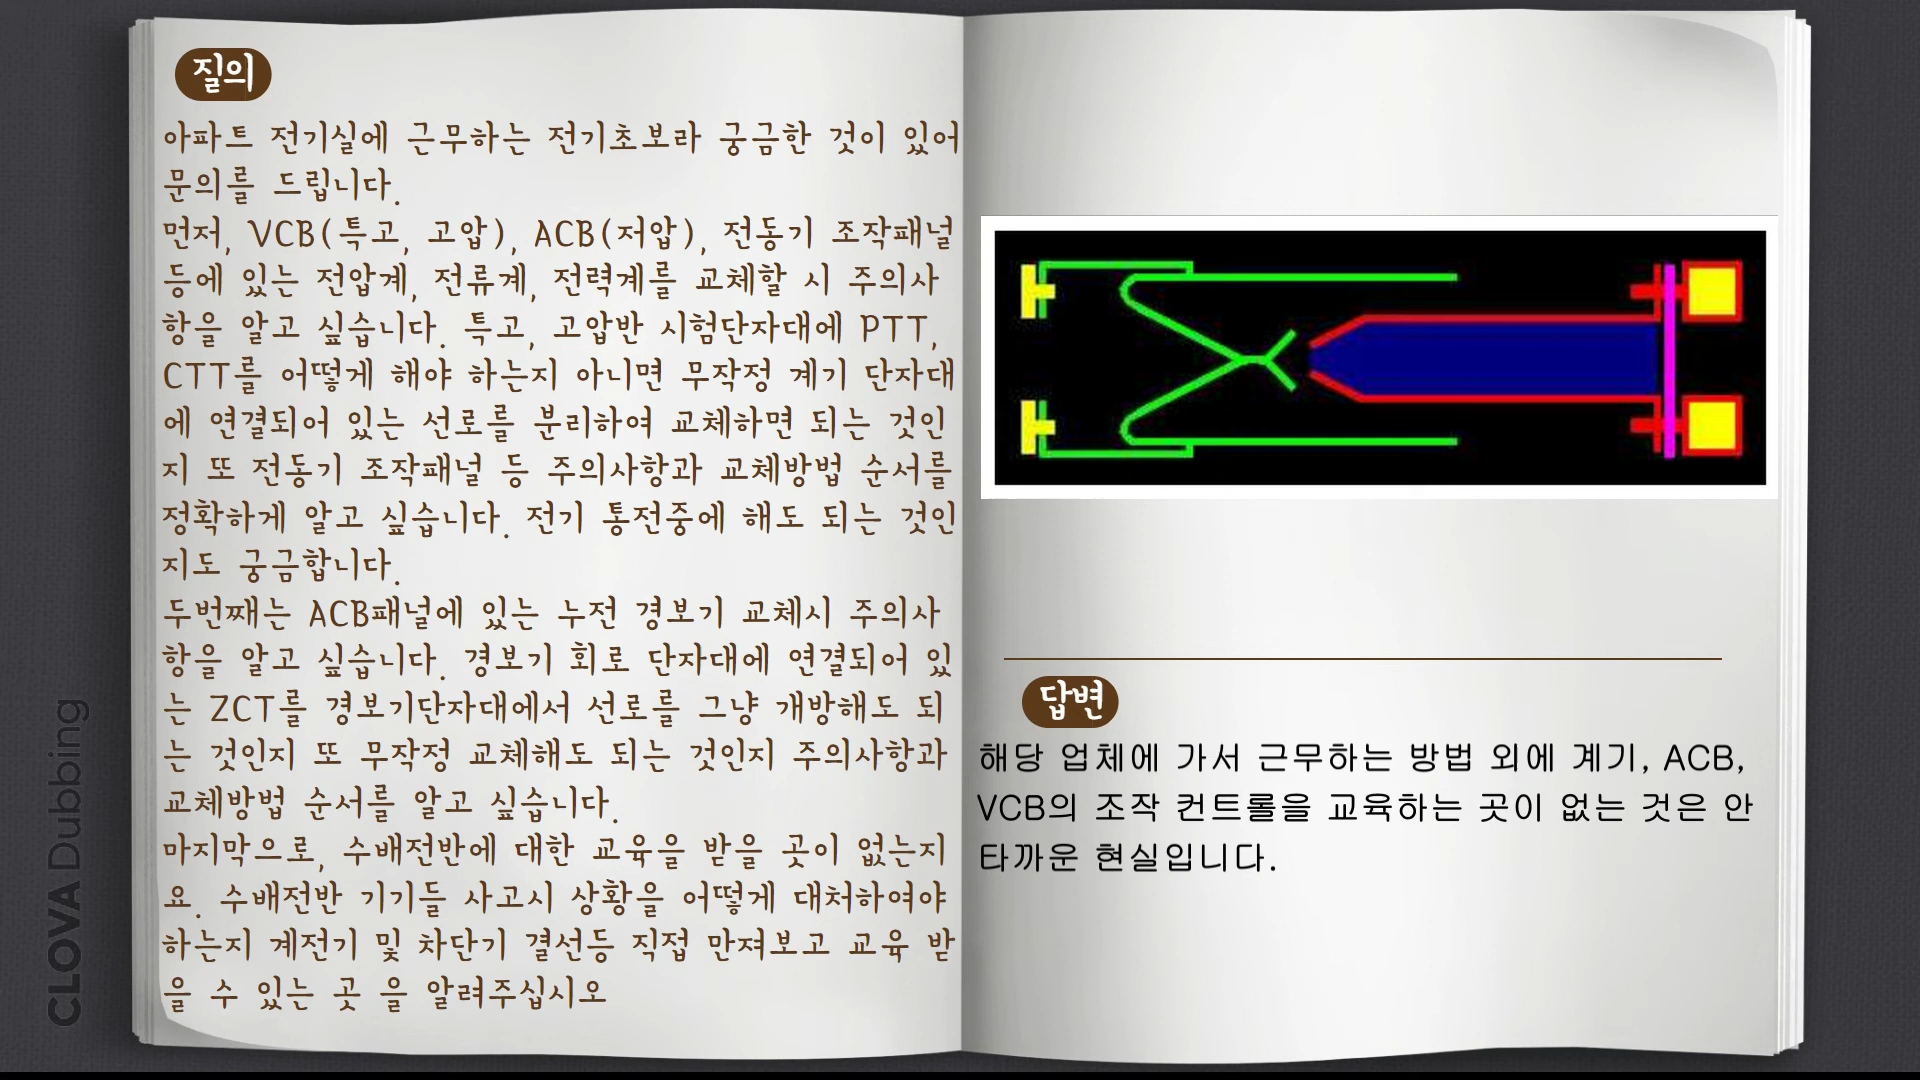 질의
아파트 전기실에 근무하는 전기초보라 궁금한 것이 있어
문의를 드립니다.
먼저, VCB(특고, 고압), ACB(저압), 전동기 조작패널
등에 있는 전압계, 전류계, 전력계를 교체할 시 주의사
항을 알고 싶습니다. 특고, 고압반 시험단자대에 PTT,
CTT를 어떻게 해야 하는지 아니면 무작정 계기 단자대
에 연결되어 있는 선로를 분리하여 교체하면 되는 것인
지 또 전동기 조작패널 등 주의사항과 교체방법 순서를
정확하게 알고 싶습니다. 전기 통전중에 해도 되는 것인
지도 궁금합니다.
두번째는 ACB패널에 있는 누전 경보기 교체시 주의사
항을 알고 싶습니다. 경보기 회로 단자대에 연결되어 있
는 ZCT를 경보기단자대에서 선로를 그냥 개방해도 되
는 것인지 또 무작정 교체해도 되는 것인지 주의사항과
교체방법 순서를 알고 싶습니다.
마지막으로, 수배전반에 대한 교육을 받을 곳이 없는지
요. 수배전반 기기들 사고시 상황을 어떻게 대처하여야
하는지 계전기 및 차단기 결선등 직접 만져보고 교육 받
을 수 있는 곳 을 알려주십시오
답변
해당 업체에 가서 근무하는 방법 외에 계기, ACB,
VCB의 조작 컨트롤을 교육하는 곳이 없는 것은 안
타까운 현실입니다.
CLOVA Dubbing